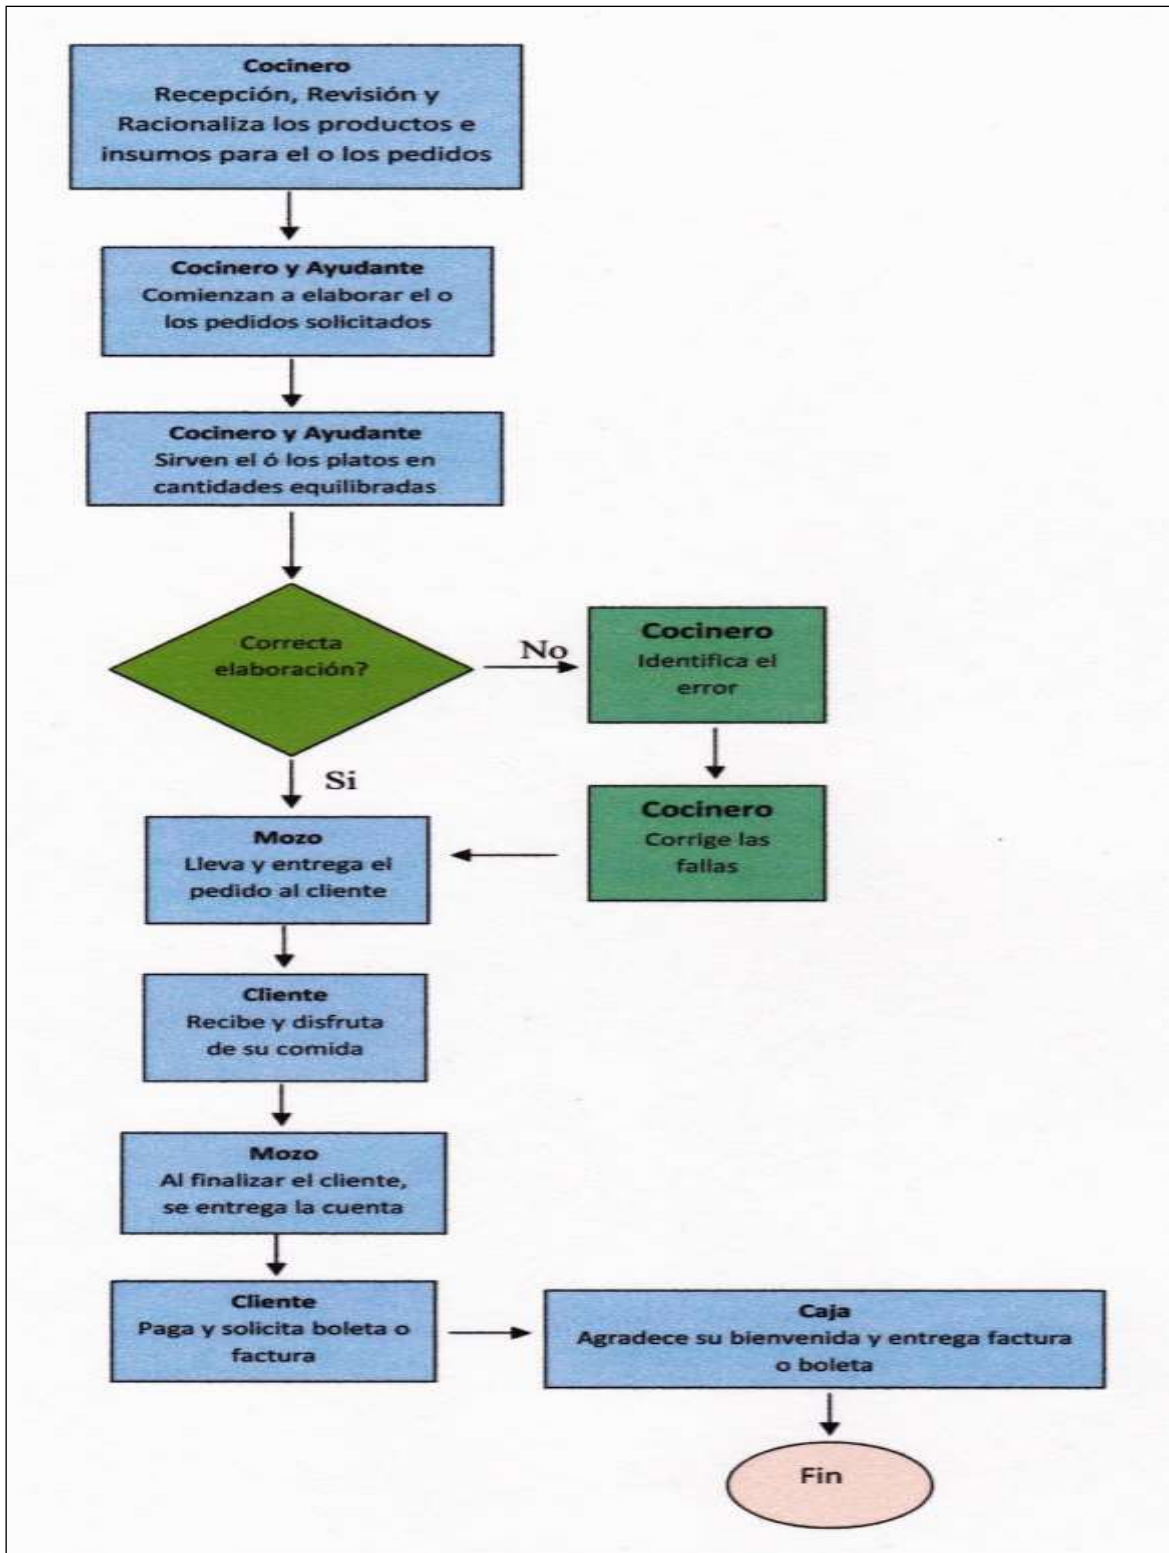 Cocinero
Recepción, Revisión y
Racionaliza los productos e
insumos para el o los pedidos
Cocinero y Ayudante
Comienzan a elaborar el o
los pedidos solicitados
Cocinero y Ayudante
Sirven el ó los platos en
cantidades equilibradas
Correcta
elaboración?
No
Cocinero
Identifica el
error
Si
Cocinero
Corrige las
fallas
Mozo
Lleva y entrega el
pedido al cliente
Cliente
Recibe y disfruta
de su comida
Mozo
Al finalizar el cliente,
se entrega la cuenta
Cliente
Paga y solicita boleta o
factura
Caja
Agradece su bienvenida y entrega factura
o boleta
Fin